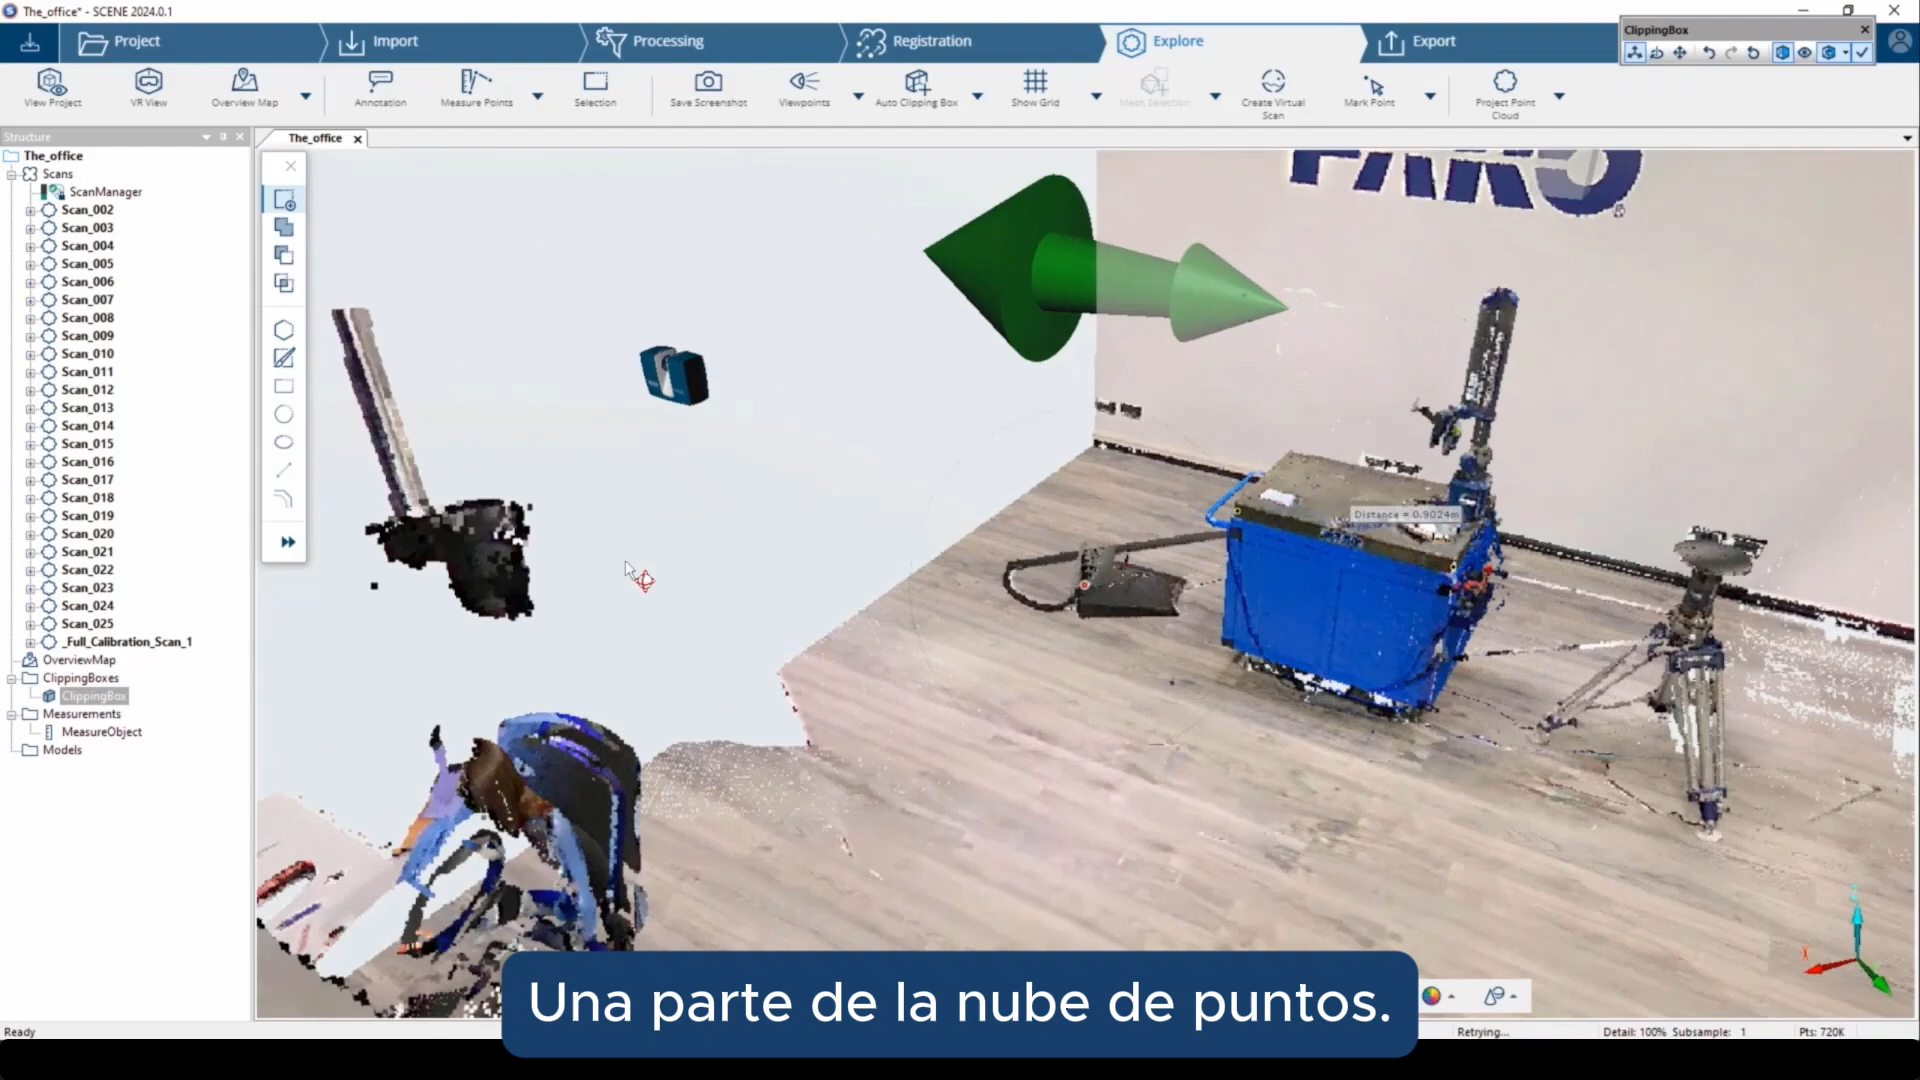 The_office* - SCENE 2024.0.1
Project
Import
Processing
Registration
Explore
Export
ClippingBox
View Project
VR View
Overview Map
Annotation
Measure Points
Selection
Save Screenshot
Viewpoints
Auto Clipping Box
Show Grid
Mesh Selection
Create Virtual
Scan
Mark Point
Project Point
Cloud
Structure
The_office
The_office
Scans
ScanManager
Scan_002
Scan_003
Scan_004
Scan_005
Scan_006
Scan_007
Scan_008
Scan_009
Scan_010
Scan_011
Scan_012
Scan_013
Scan_014
Scan_015
Scan_016
Scan_017
Scan_018
Scan_019
Scan_020
Scan_021
Scan_022
Scan_023
Scan_024
Scan_025
_Full_Calibration_Scan_1
OverviewMap
ClippingBoxes
ClippingBox
Measurements
MeasureObject
Models
FARO
Distance = 0.9024m
X
Z
Una parte de la nube de puntos.
Ready
Retrying...
Detail: 100% Subsample: 1
Pts: 720K